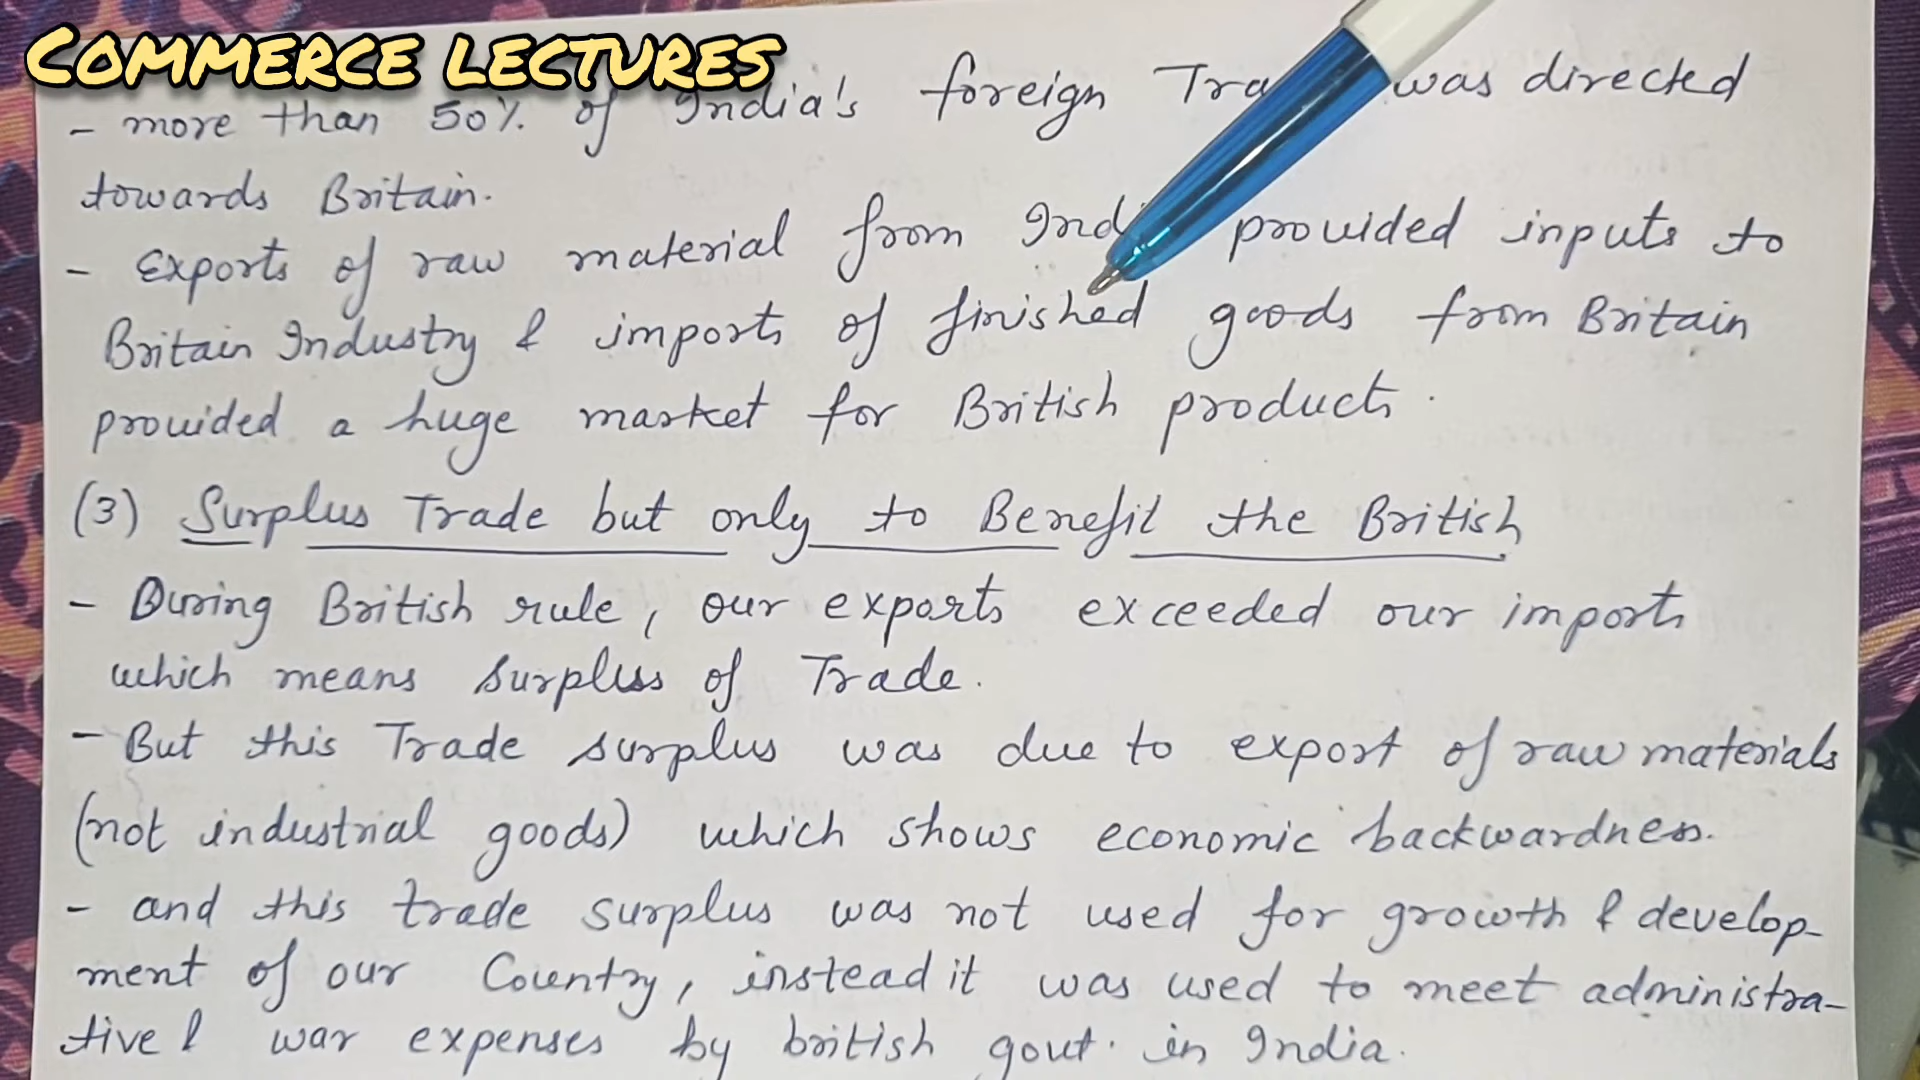 COMMERCE LECTURES
- more than 50% of India's foreign Tra was directed
towards Britain.
- Exports of raw material from Ind provided inputs to
Britain Industry & imports of finished goods from Britain
provided a huge market for British products.
(3) Surplus Trade but only to Benefit the British
- During British rule, our exports exceeded our imports
which means surplus of Trade.
- But this Trade surplus was due to export of raw materials
(not industrial goods) which shows economic backwardness.
- and this trade surplus was not used for growth & develop-
ment of our Country, instead it was used to meet administra-
tive & war expenses by british govt. in India.